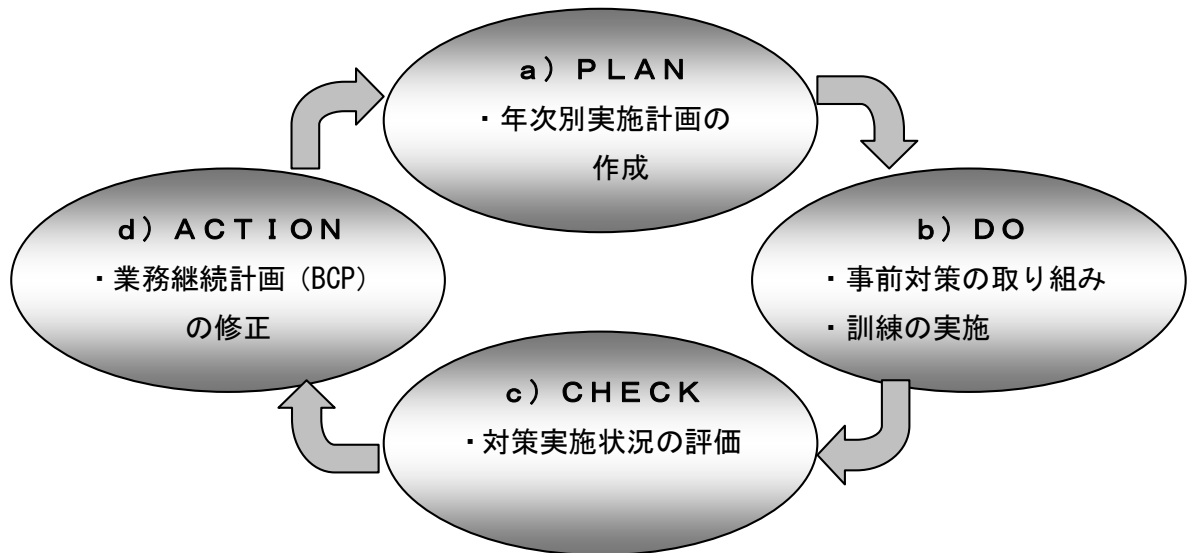 a) PLAN
・年次別実施計画の
作成
b) DO
・事前対策の取り組み
・訓練の実施
c) CHECK
・対策実施状況の評価
d) ACTION
・業務継続計画（BCP）
の修正